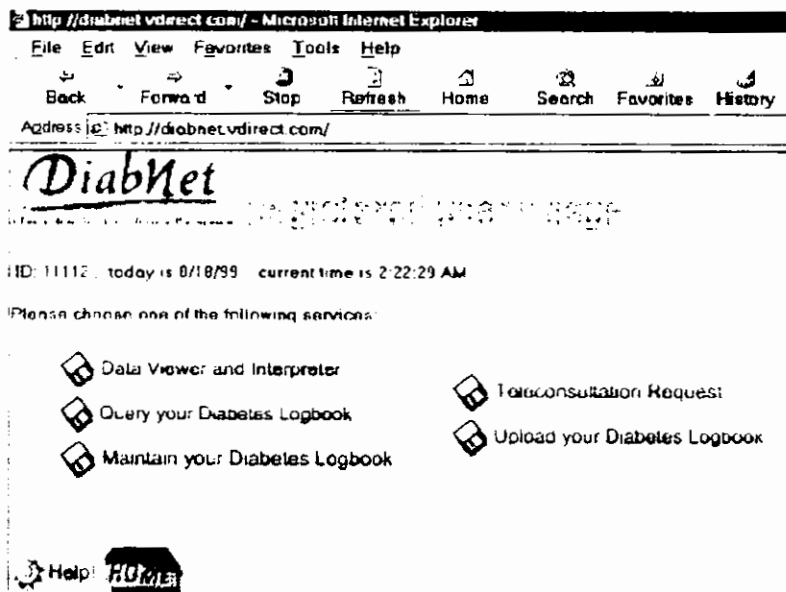 http://diabnet.vdirect.com/ - Microsoft Internet Explorer
File Edit View Favorites Tools Help
Back Forward Stop Refresh Home Search Favorites History
Address http://diabnet.vdirect.com/
DiabNet
ID: 11112, today is 8/18/99 current time is 2:22:29 AM
Please choose one of the following services:
Data Viewer and Interpreter
Query your Diabetes Logbook
Maintain your Diabetes Logbook
Teleconsultation Request
Upload your Diabetes Logbook
Help! HOME